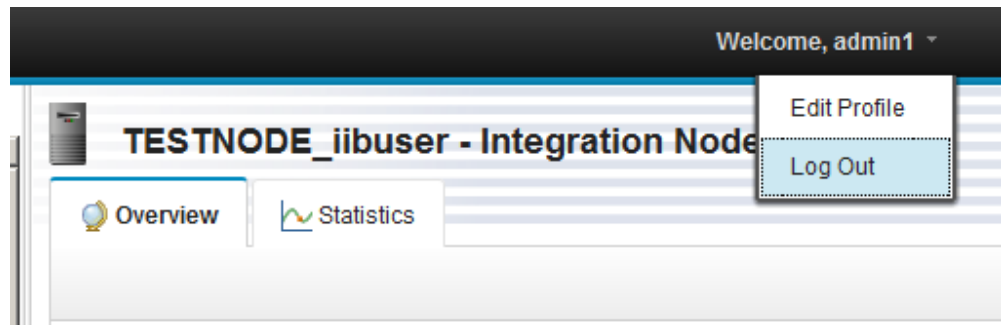 Welcome, admin1
Edit Profile
TESTNODE_iibuser - Integration Node
Log Out
Overview
Statistics